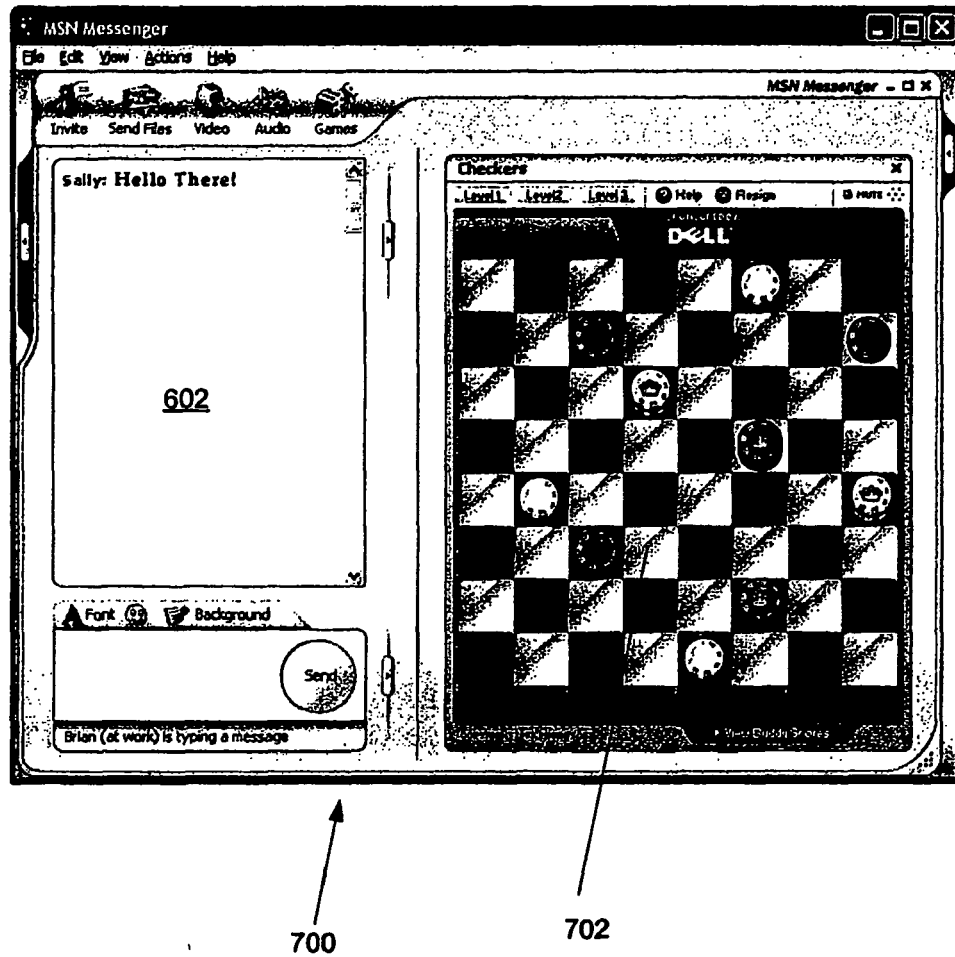 MSN Messenger
File Edit View Actions Help
MSN Messenger
Invite Send Files Video Audio Games
Sally: Hello There!
602
Font Background
Send
Brian (at work) is typing a message
Checkers
Level 1 Level 2 Level 3 Help Resign MUTE
DELL
View Buddy Scores
700
702